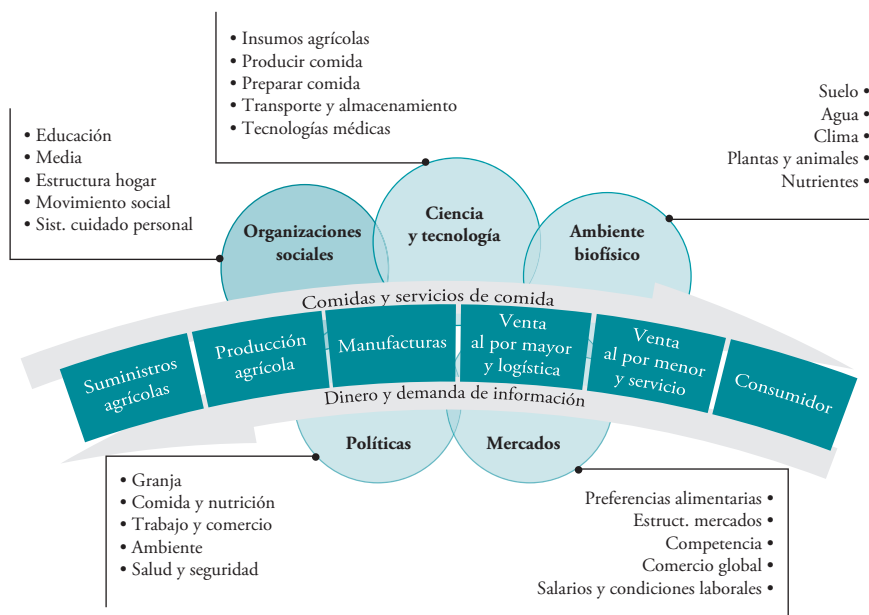 • Insumos agrícolas
• Producir comida
• Preparar comida
• Transporte y almacenamiento
• Tecnologías médicas
• Educación
• Media
• Estructura hogar
• Movimiento social
• Sist. cuidado personal
Suelo •
Agua •
Clima •
Plantas y animales •
Nutrientes •
Organizaciones
sociales
Ciencia
y tecnología
Ambiente
biofísico
Comidas y servicios de comida
Suministros
agrícolas
Producción
agrícola
Manufacturas
Venta
al por mayor
y logística
Venta
al por menor
y servicio
Consumidor
Dinero y demanda de información
Políticas
Mercados
• Granja
• Comida y nutrición
• Trabajo y comercio
• Ambiente
• Salud y seguridad
Preferencias alimentarias •
Estruct. mercados •
Competencia •
Comercio global •
Salarios y condiciones laborales •